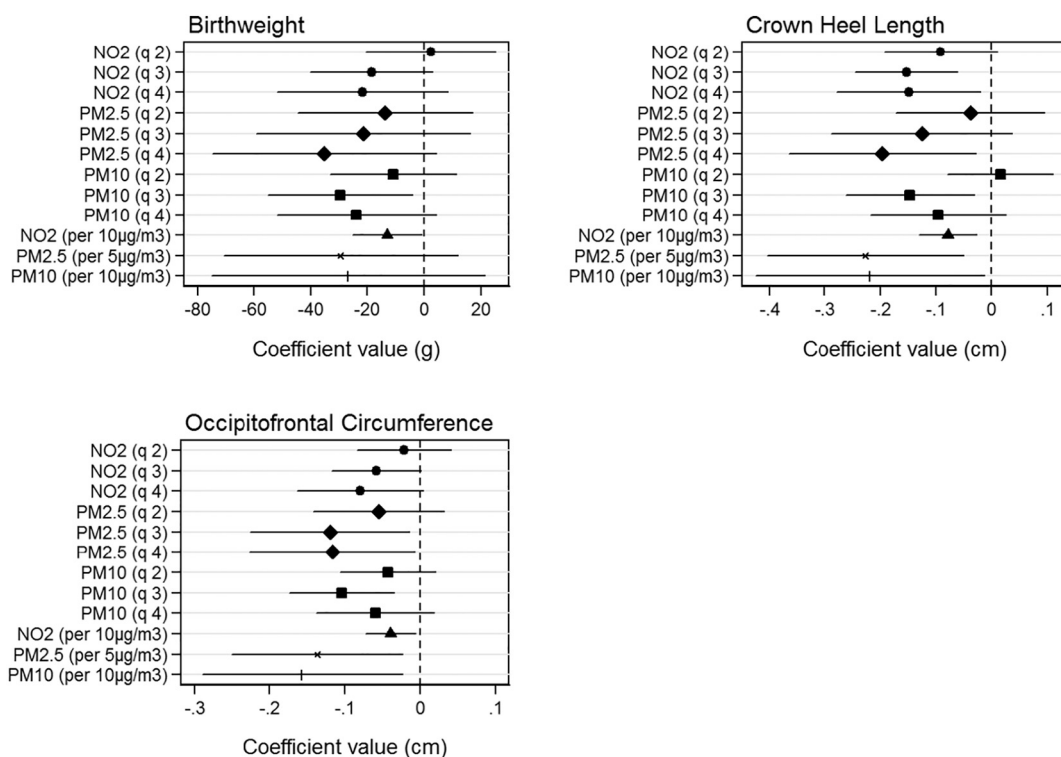 Birthweight
NO2 (q 2)
NO2 (q 3)
NO2 (q 4)
PM2.5 (q 2)
PM2.5 (q 3)
PM2.5 (q 4)
PM10 (q 2)
PM10 (q 3)
PM10 (q 4)
NO2 (per 10µg/m3)
PM2.5 (per 5µg/m3)
PM10 (per 10µg/m3)
-80 -60 -40 -20 0 20
Coefficient value (g)
Crown Heel Length
NO2 (q 2)
NO2 (q 3)
NO2 (q 4)
PM2.5 (q 2)
PM2.5 (q 3)
PM2.5 (q 4)
PM10 (q 2)
PM10 (q 3)
PM10 (q 4)
NO2 (per 10µg/m3)
PM2.5 (per 5µg/m3)
PM10 (per 10µg/m3)
-.4 -.3 -.2 -.1 0 .1
Coefficient value (cm)
Occipitofrontal Circumference
NO2 (q 2)
NO2 (q 3)
NO2 (q 4)
PM2.5 (q 2)
PM2.5 (q 3)
PM2.5 (q 4)
PM10 (q 2)
PM10 (q 3)
PM10 (q 4)
NO2 (per 10µg/m3)
PM2.5 (per 5µg/m3)
PM10 (per 10µg/m3)
-.3 -.2 -.1 0 .1
Coefficient value (cm)